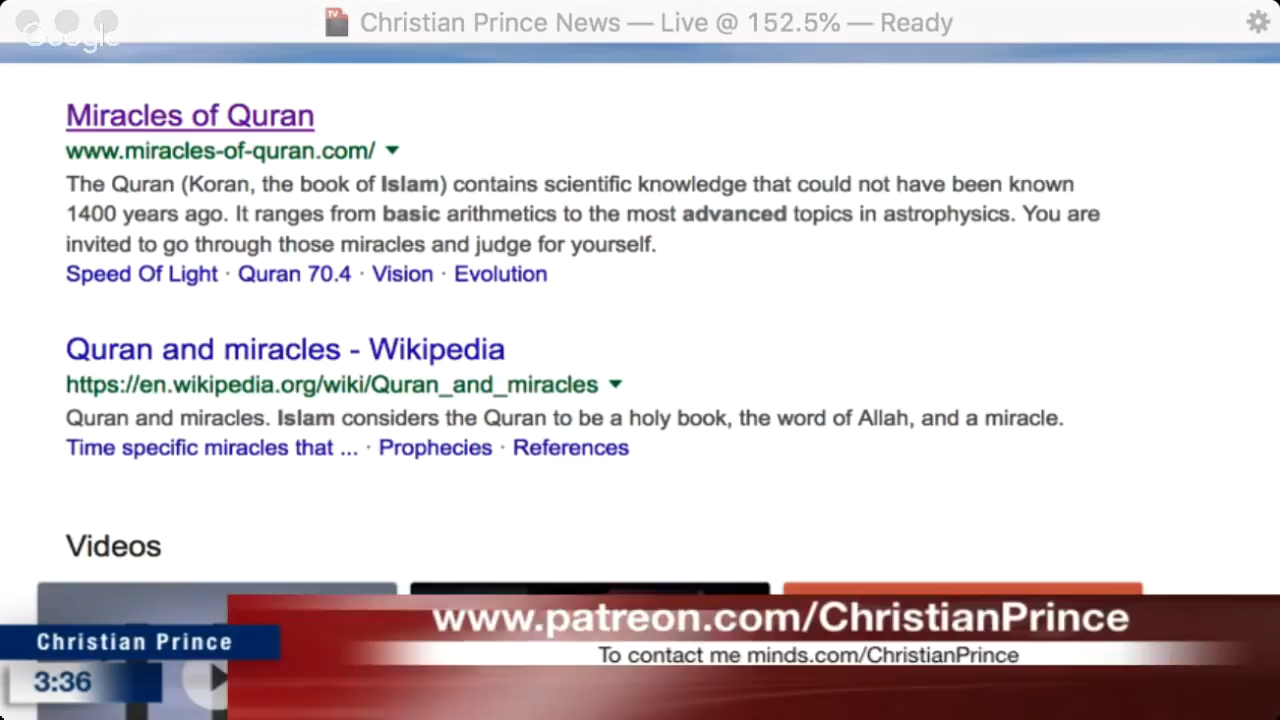 Christian Prince News — Live @ 152.5% — Ready
Google
Miracles of Quran
www.miracles-of-quran.com/
The Quran (Koran, the book of Islam) contains scientific knowledge that could not have been known
1400 years ago. It ranges from basic arithmetics to the most advanced topics in astrophysics. You are
invited to go through those miracles and judge for yourself.
Speed Of Light · Quran 70.4 · Vision · Evolution
Quran and miracles - Wikipedia
https://en.wikipedia.org/wiki/Quran_and_miracles
Quran and miracles. Islam considers the Quran to be a holy book, the word of Allah, and a miracle.
Time specific miracles that ... · Prophecies · References
Videos
www.patreon.com/ChristianPrince
Christian Prince
To contact me minds.com/ChristianPrince
3:36